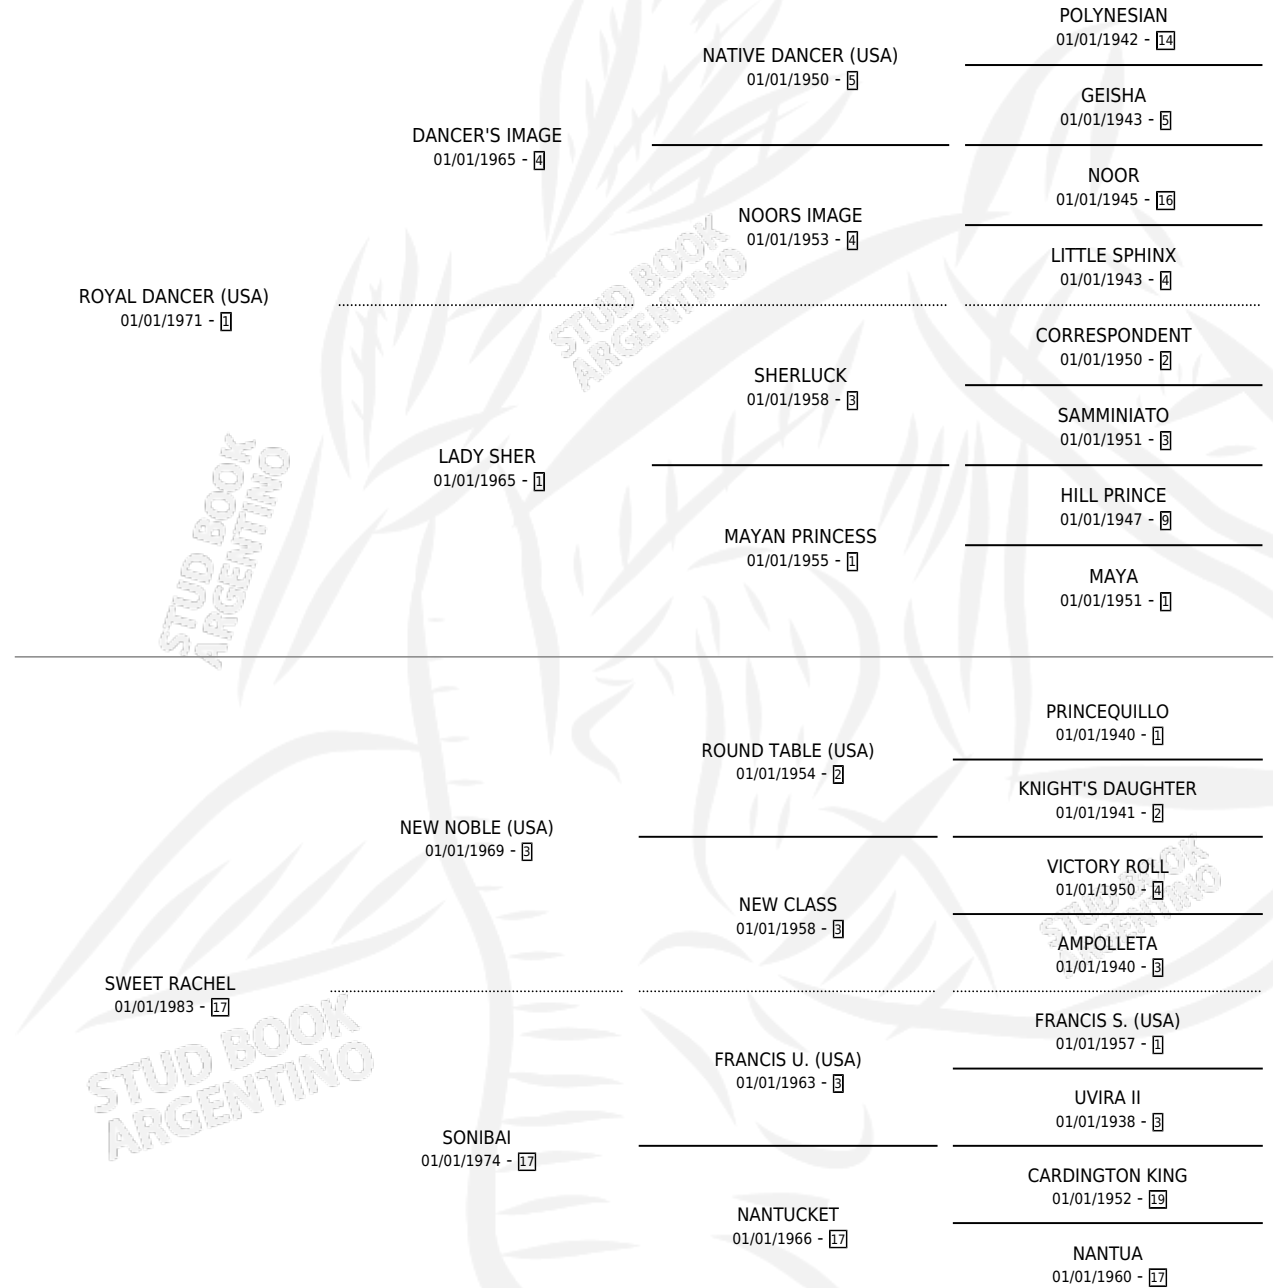 POLYNESIAN
01/01/1942 - 14
NATIVE DANCER (USA)
01/01/1950 - 5
GEISHA
01/01/1943 - 5
DANCER'S IMAGE
01/01/1965 - 4
NOOR
01/01/1945 - 16
NOORS IMAGE
01/01/1953 - 4
LITTLE SPHINX
01/01/1943 - 4
ROYAL DANCER (USA)
01/01/1971 - 1
STUD BOOK
ARGENTINO
CORRESPONDENT
01/01/1950 - 2
SHERLUCK
01/01/1958 - 3
SAMMINIATO
01/01/1951 - 3
LADY SHER
01/01/1965 - 1
HILL PRINCE
01/01/1947 - 9
MAYAN PRINCESS
01/01/1955 - 1
MAYA
01/01/1951 - 1
STUD BOOK
ARGENTINO
PRINCEQUILLO
01/01/1940 - 1
ROUND TABLE (USA)
01/01/1954 - 2
KNIGHT'S DAUGHTER
01/01/1941 - 2
NEW NOBLE (USA)
01/01/1969 - 3
VICTORY ROLL
01/01/1950 - 4
NEW CLASS
01/01/1958 - 3
AMPOLLETA
01/01/1940 - 3
STUD BOOK
ARGENTINO
SWEET RACHEL
01/01/1983 - 17
FRANCIS S. (USA)
01/01/1957 - 1
FRANCIS U. (USA)
01/01/1963 - 3
UVIRA II
01/01/1938 - 3
STUD BOOK
ARGENTINO
SONIBAI
01/01/1974 - 17
CARDINGTON KING
01/01/1952 - 19
NANTUCKET
01/01/1966 - 17
NANTUA
01/01/1960 - 17